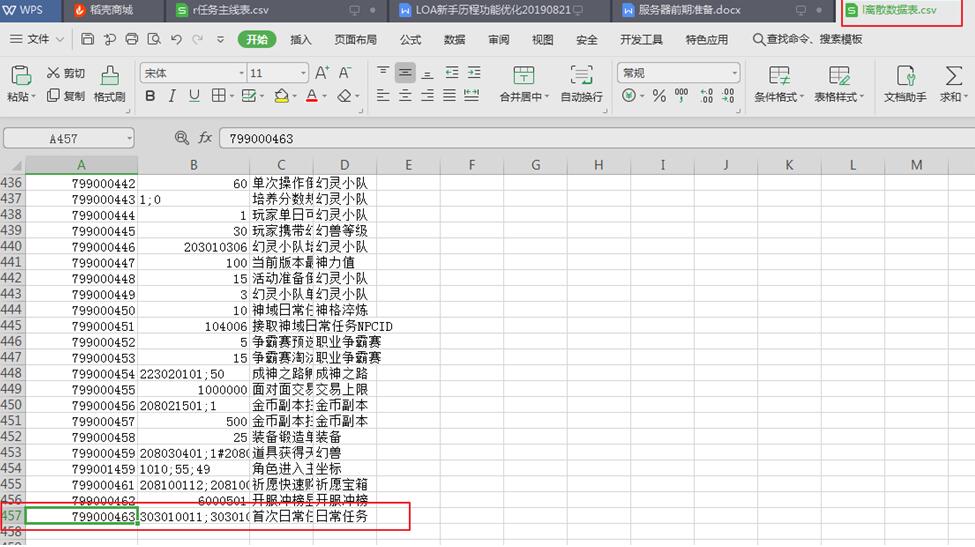 WPS 稻壳商城 r任务主线表.csv LOA新手历程功能优化20190821 服务器前期准备.docx l离散数据表.csv
文件 开始 插入 页面布局 公式 数据 审阅 视图 安全 开发工具 特色应用 查找命令、搜索模板
粘贴 剪切 复制 格式刷 宋体 11 A+ A- B I U A 合并居中 自动换行 常规 % 000 .00 .00 条件格式 表格样式 文档助手 求和
A457 fx 799000463
A B C D E F G H I J K L M
436 799000442 60 单次操作 幻灵小队
437 799000443 1;0 培养分数 幻灵小队
438 799000444 1 玩家单日 幻灵小队
439 799000445 30 玩家携带 幻兽等级
440 799000446 203010306 幻灵小队 幻灵小队
441 799000447 100 当前版本最 神力值
442 799000448 15 活动准备 幻灵小队
443 799000449 3 幻灵小队 幻灵小队
444 799000450 10 神域日常 神格淬炼
445 799000451 104006 接取神域日常任务NPCID
446 799000452 5 争霸赛预 职业争霸赛
447 799000453 15 争霸赛淘 职业争霸赛
448 799000454 223020101;50 成神之路 成神之路
449 799000455 1000000 面对面交易 交易上限
450 799000456 208021501;1 金币副本 金币副本
451 799000457 500 金币副本 金币副本
452 799000458 25 装备锻造 装备
453 799000459 208030401;1#2080 道具获得 幻兽
454 799001459 1010;55;49 角色进入 坐标
455 799000461 208100112;20810 祈愿快速 祈愿宝箱
456 799000462 6000501 开服冲榜 开服冲榜
457 799000463 303010011;30301 首次日常 日常任务
458